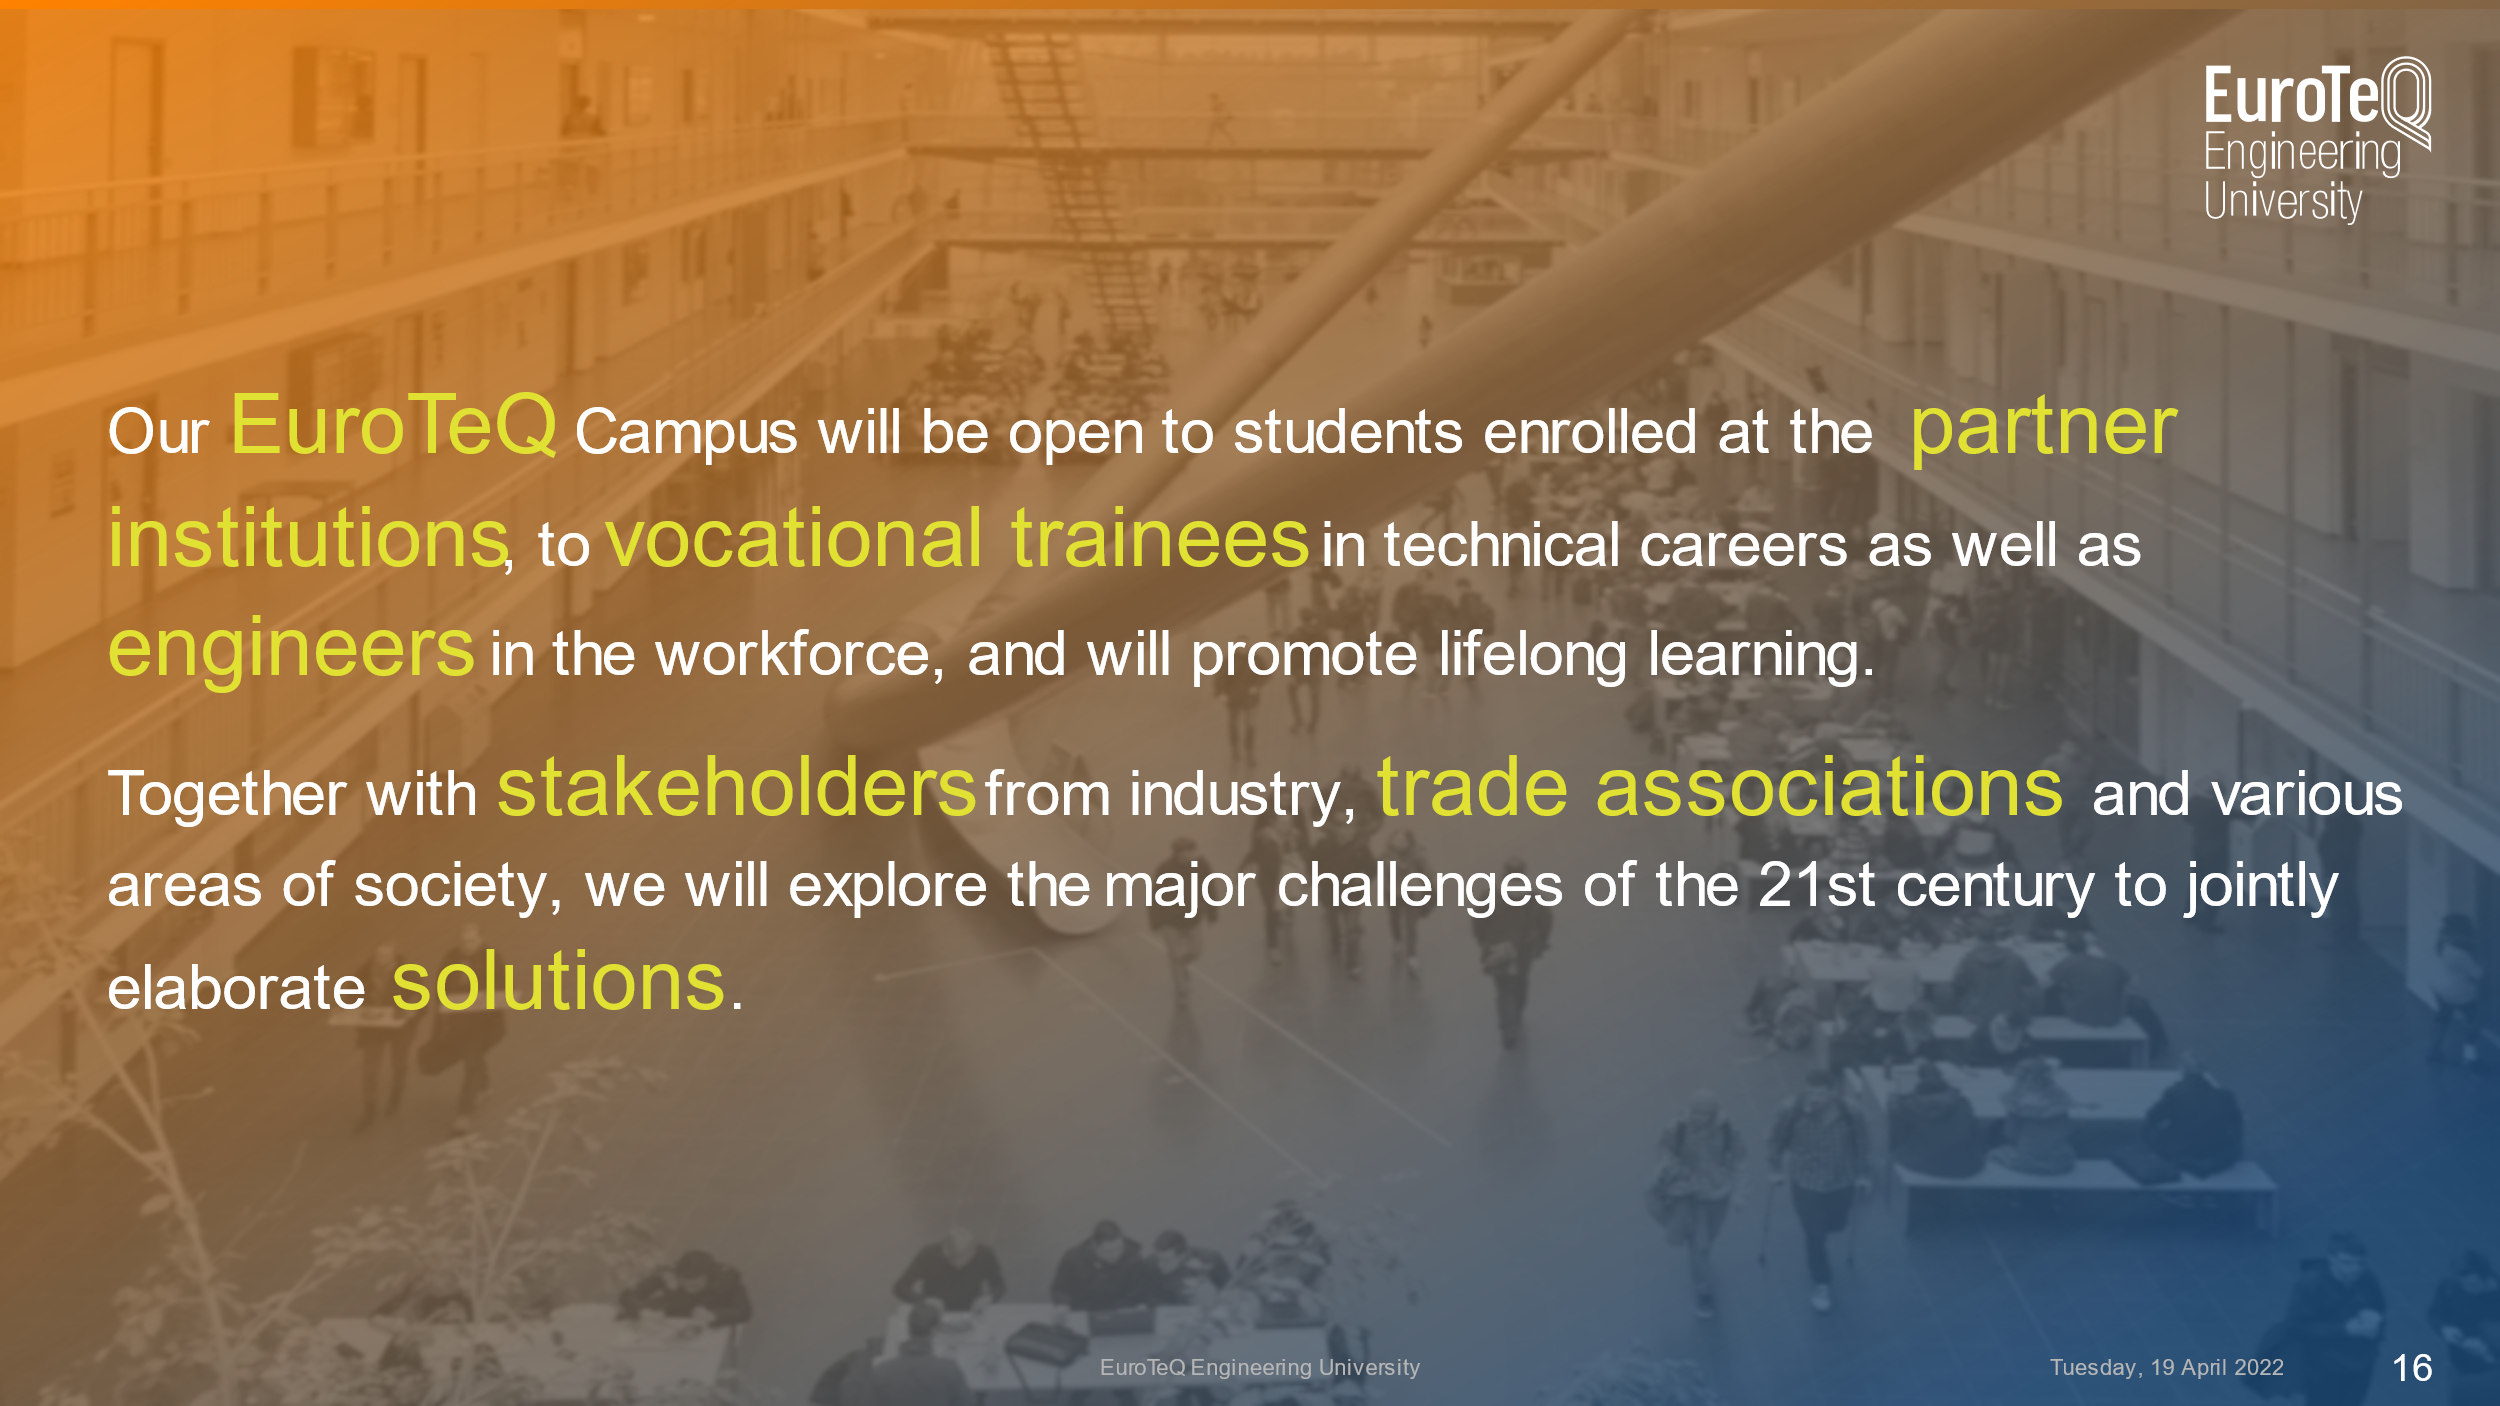 EuroTeQ
Engineering
University
Our EuroTeQ Campus will be open to students enrolled at the partner
institutions, to vocational trainees in technical careers as well as
engineers in the workforce, and will promote lifelong learning.
Together with stakeholders from industry, trade associations and various
areas of society, we will explore the major challenges of the 21st century to jointly
elaborate solutions.
EuroTeQ Engineering University
Tuesday, 19 April 2022
16